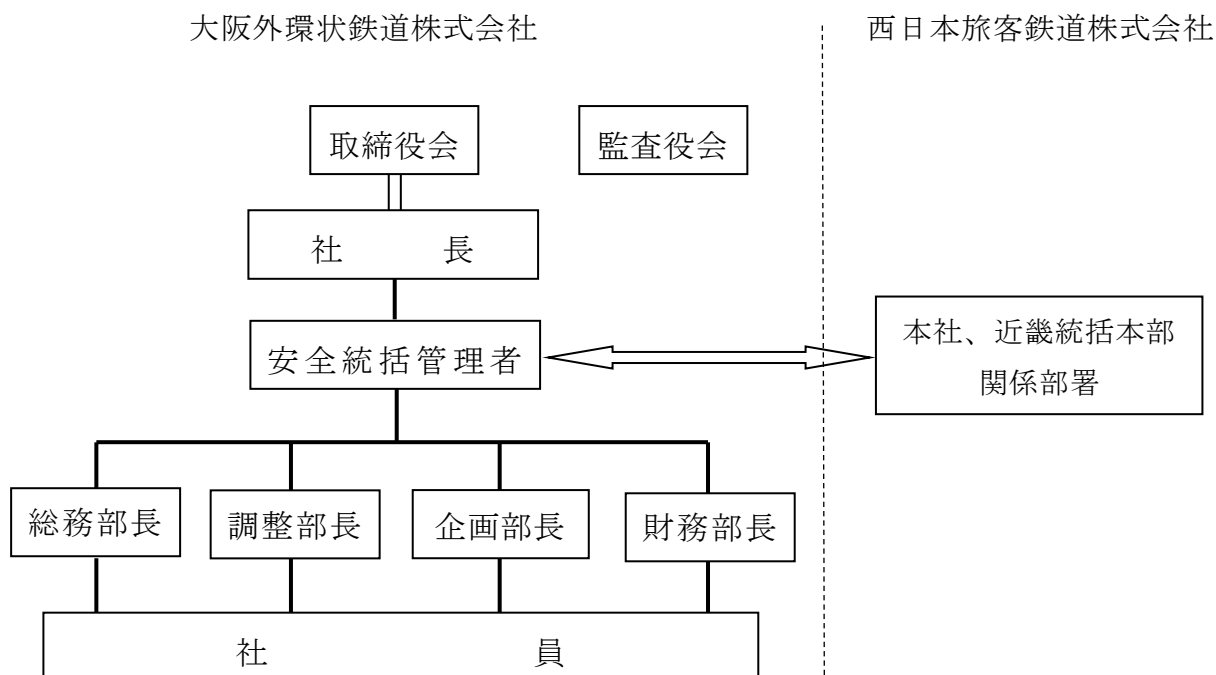 大阪外環状鉄道株式会社
西日本旅客鉄道株式会社
取締役会
監査役会
社長
安全統括管理者
本社、近畿統括本部
関係部署
総務部長
調整部長
企画部長
財務部長
社員